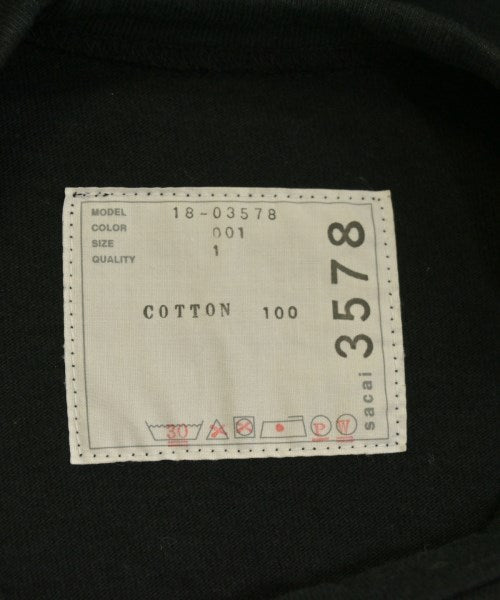 MODEL 18-03578
COLOR 001
SIZE 1
QUALITY
COTTON 100
30 P W
sacai 3578